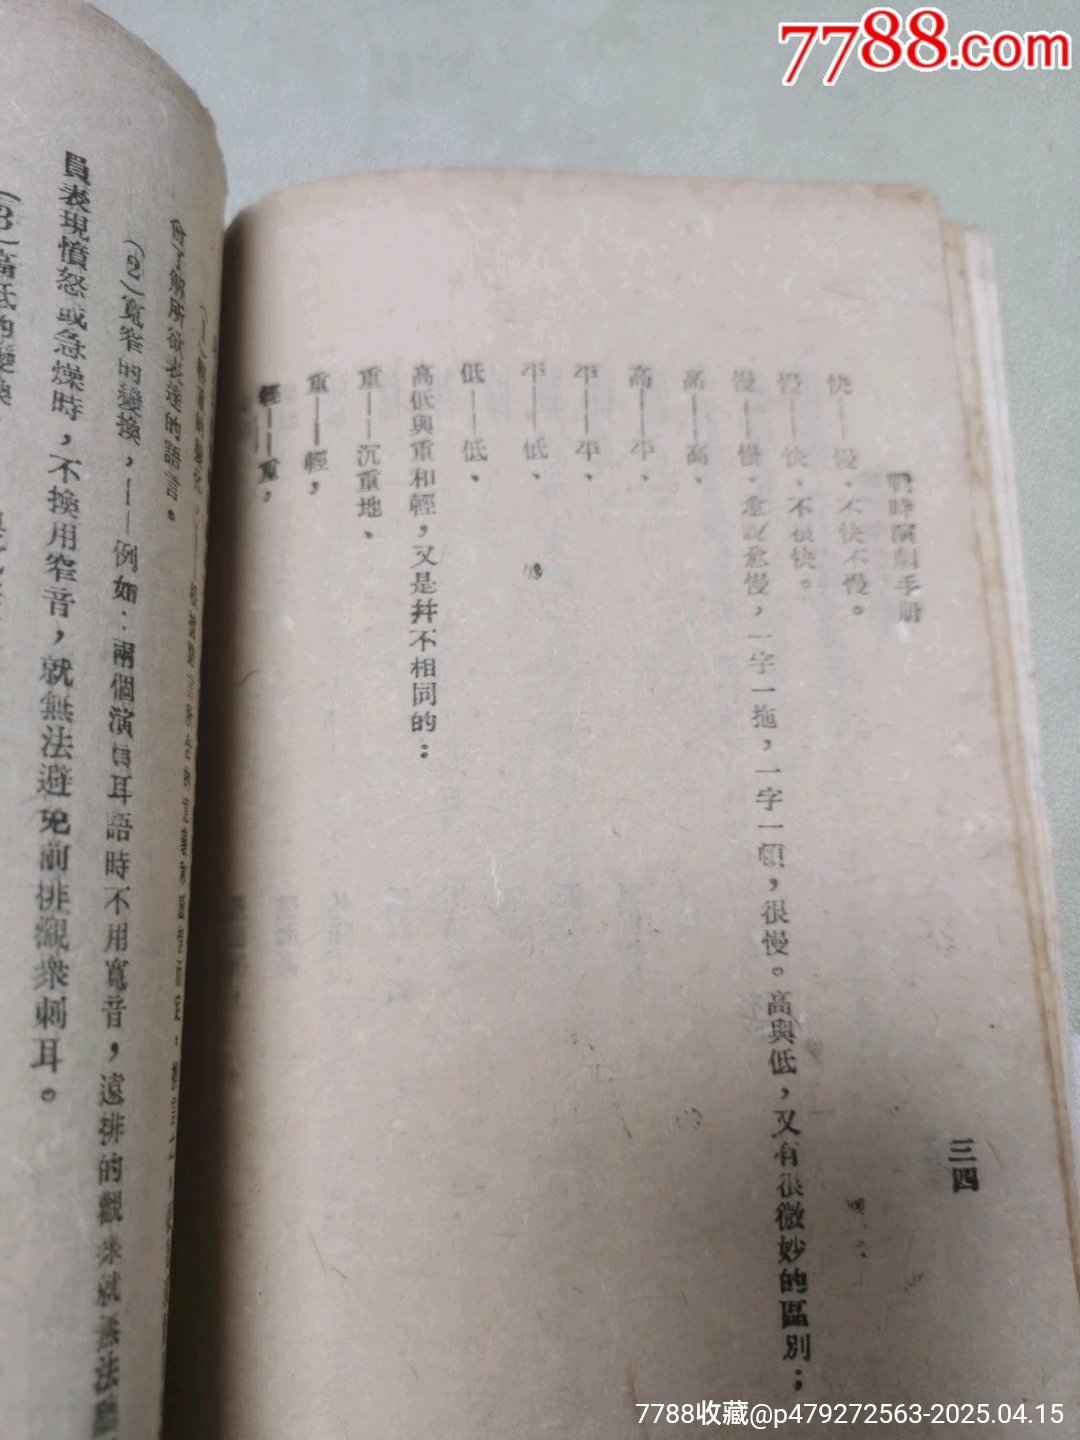 7788.com
戰時演劇手册
三四
快——慢、不快不慢。
慢——快、不很快。
慢——慢、愈說愈慢，一字一拖，一字一頓，很慢。高與低，又有很微妙的區別；
高——高、
高——平、
平——平、
平——低、
低——低、
高低與重和輕，又是幷不相同的：
重——沉重地、
重——輕，
輕——重，
會了解所欲表達的語言。
(2)寬窄的變換，——例如：兩個演員耳語時不用寬音，遠排的觀衆就無法
員表現憤怒或急燥時，不換用窄音，就無法避免前排觀衆刺耳。
(3)高低的變換
7788收藏@p479272563-2025.04.15